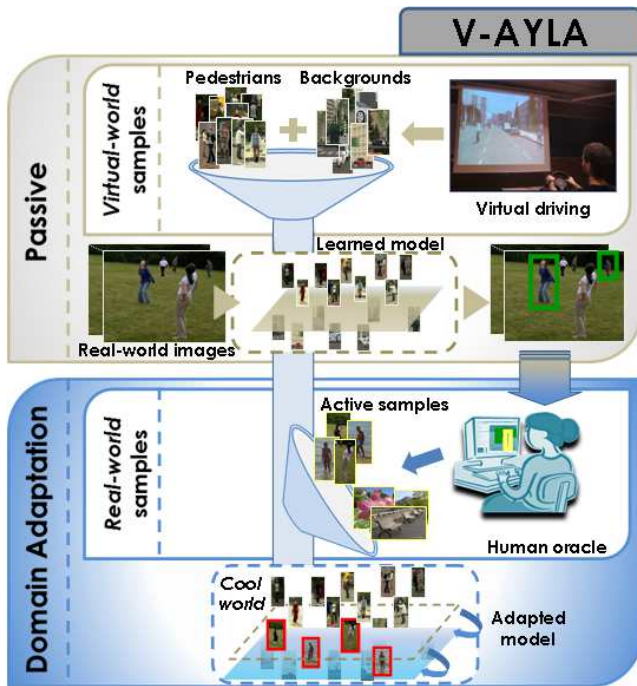 V-AYLA
Passive
Virtual-world
samples
Pedestrians
Backgrounds
Virtual driving
Learned model
Real-world images
Domain Adaptation
Real-world
samples
Active samples
Human oracle
Cool
world
Adapted
model